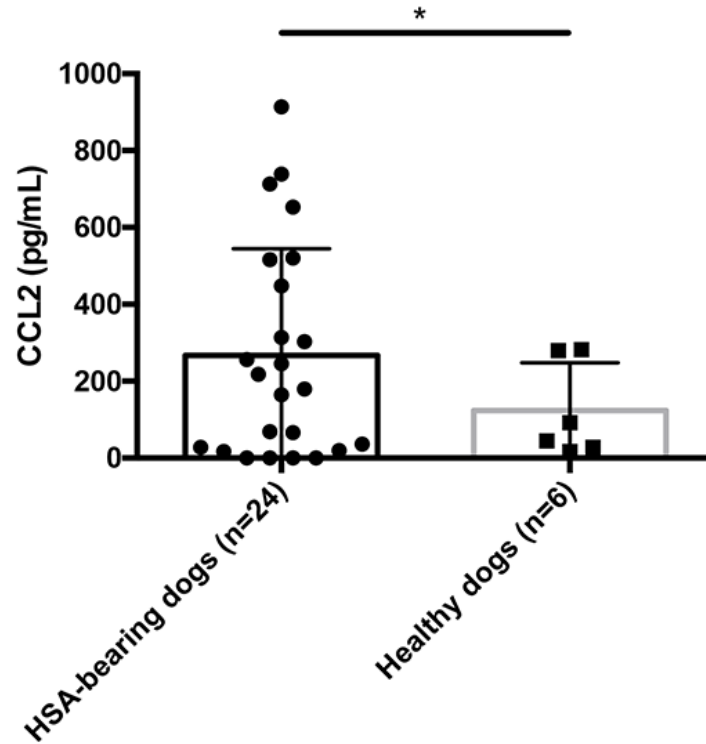 *
1000
800
600
400
200
0
CCL2 (pg/mL)
HSA-bearing dogs (n=24)
Healthy dogs (n=6)